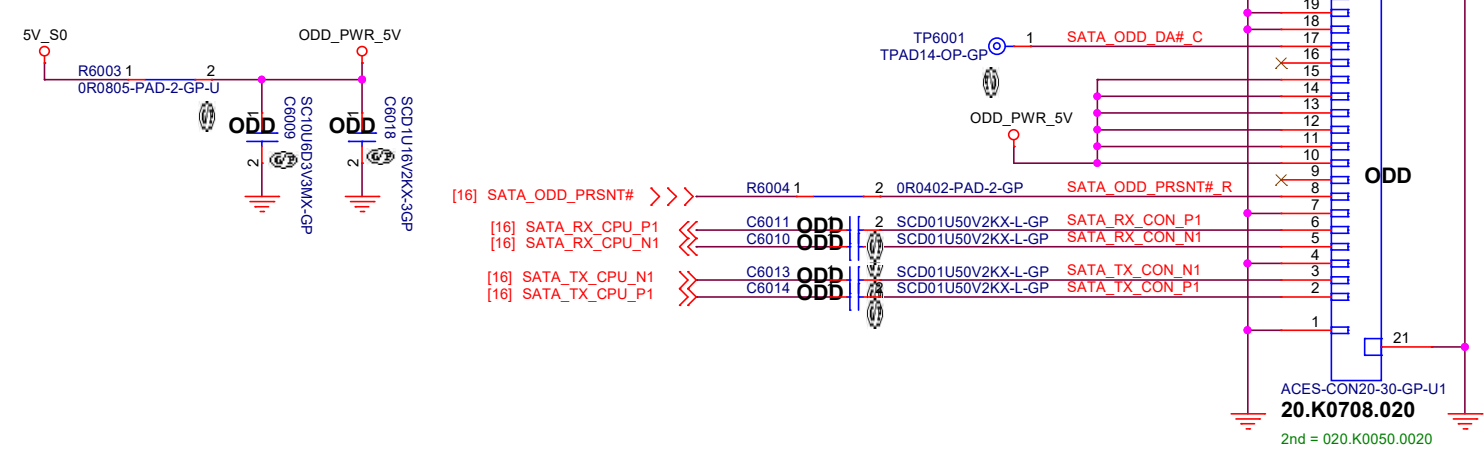 5V_S0
ODD_PWR_5V
R6003 1 2
0R0805-PAD-2-GP-U
ODD
1
2
C6009
SC10U6D3V3MX-GP
ODD
1
2
C6018
SCD1U16V2KX-3GP
TP6001
TPAD14-OP-GP
1
SATA_ODD_DA#_C
ODD_PWR_5V
[16] SATA_ODD_PRSNT#
R6004 1 2 0R0402-PAD-2-GP SATA_ODD_PRSNT#_R
[16] SATA_RX_CPU_P1
C6011 ODD 2 SCD01U50V2KX-L-GP SATA_RX_CON_P1
[16] SATA_RX_CPU_N1
C6010 ODD SCD01U50V2KX-L-GP SATA_RX_CON_N1
[16] SATA_TX_CPU_N1
C6013 ODD SCD01U50V2KX-L-GP SATA_TX_CON_N1
[16] SATA_TX_CPU_P1
C6014 ODD SCD01U50V2KX-L-GP SATA_TX_CON_P1
19
18
17
16
15
14
13
12
11
10
9
8
7
6
5
4
3
2
1
ODD
21
ACES-CON20-30-GP-U1
20.K0708.020
2nd = 020.K0050.0020